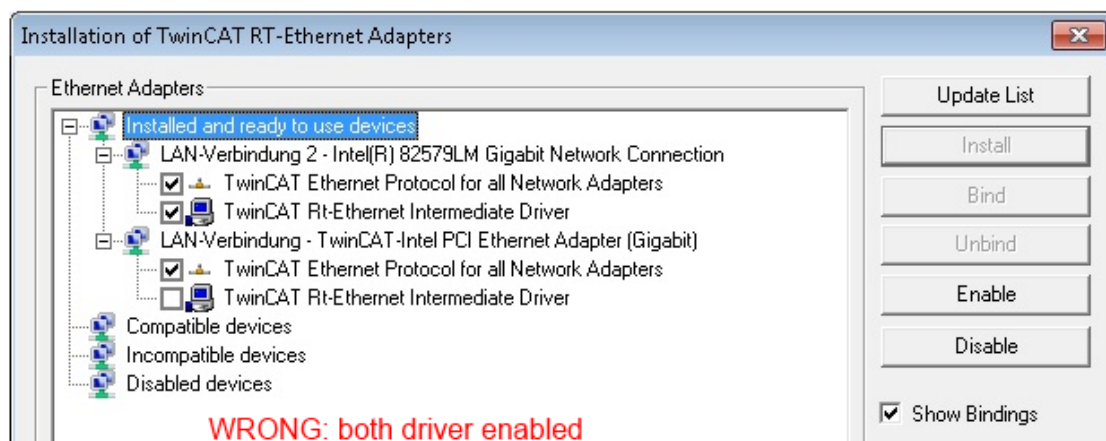 Installation of TwinCAT RT-Ethernet Adapters
Ethernet Adapters
Installed and ready to use devices
LAN-Verbindung 2 - Intel(R) 82579LM Gigabit Network Connection
TwinCAT Ethernet Protocol for all Network Adapters
TwinCAT Rt-Ethernet Intermediate Driver
LAN-Verbindung - TwinCAT-Intel PCI Ethernet Adapter (Gigabit)
TwinCAT Ethernet Protocol for all Network Adapters
TwinCAT Rt-Ethernet Intermediate Driver
Compatible devices
Incompatible devices
Disabled devices
WRONG: both driver enabled
Update List
Install
Bind
Unbind
Enable
Disable
Show Bindings